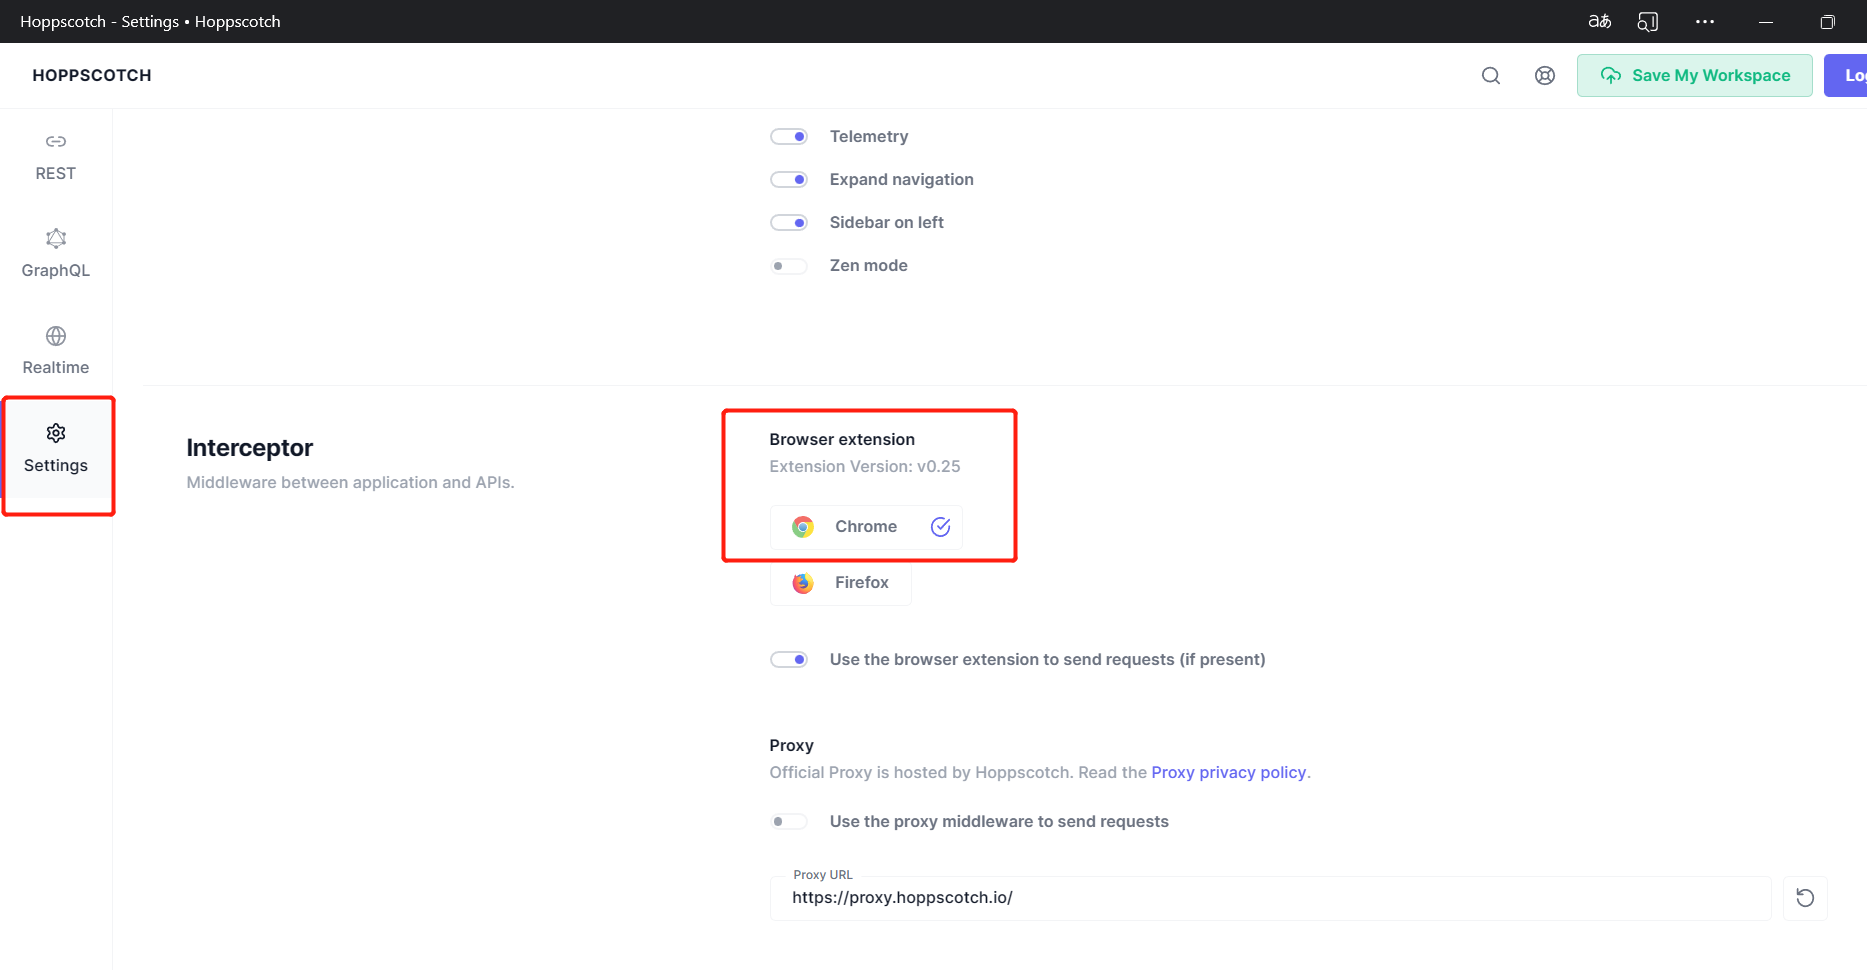 Hoppscotch - Settings • Hoppscotch
aあ
HOPPSCOTCH
Save My Workspace
REST
GraphQL
Realtime
Settings
Telemetry
Expand navigation
Sidebar on left
Zen mode
Interceptor
Middleware between application and APIs.
Browser extension
Extension Version: v0.25
Chrome
Firefox
Use the browser extension to send requests (if present)
Proxy
Official Proxy is hosted by Hoppscotch. Read the Proxy privacy policy.
Use the proxy middleware to send requests
Proxy URL
https://proxy.hoppscotch.io/